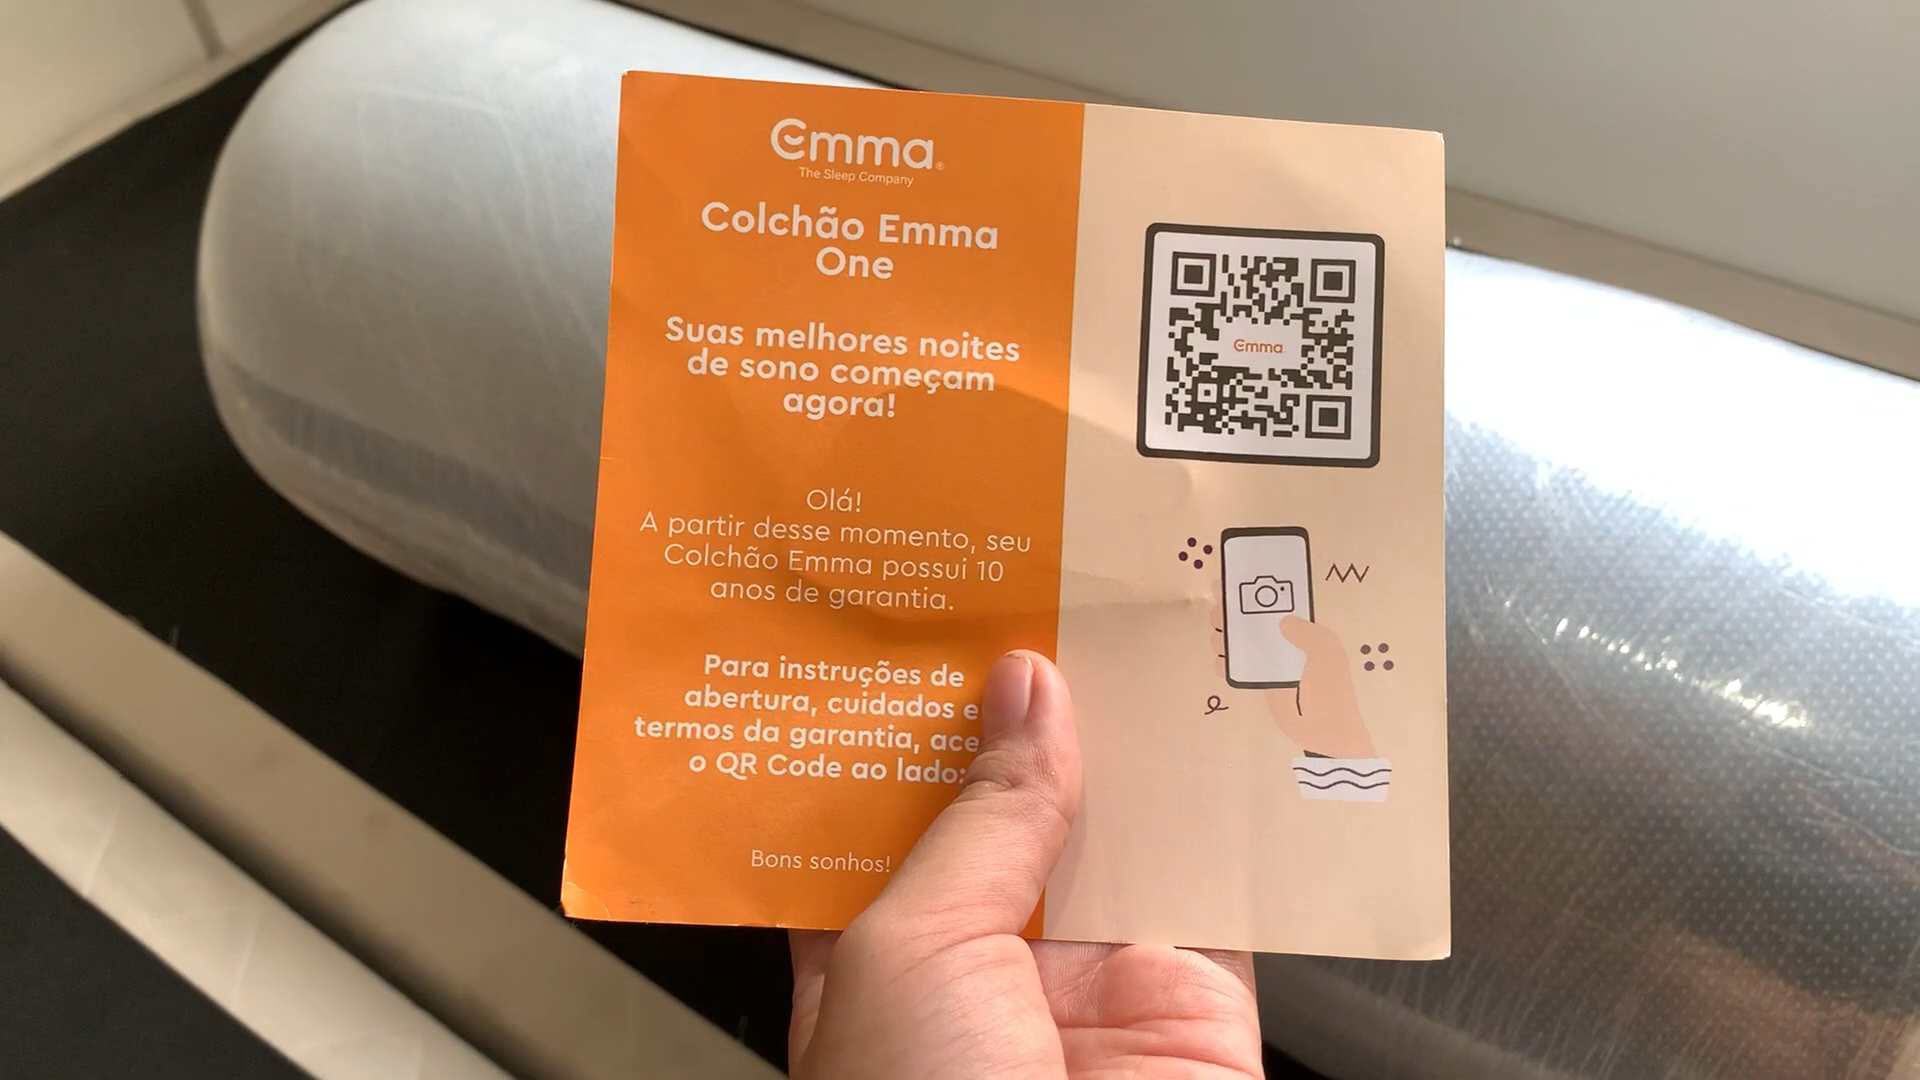 Emma®
The Sleep Company
Colchão Emma
One
Suas melhores noites
de sono começam
agora!
Olá!
A partir desse momento, seu
Colchão Emma possui 10
anos de garantia.
Para instruções de
abertura, cuidados e
termos da garantia,
o QR Code ao lado:
Bons sonhos!
Emma